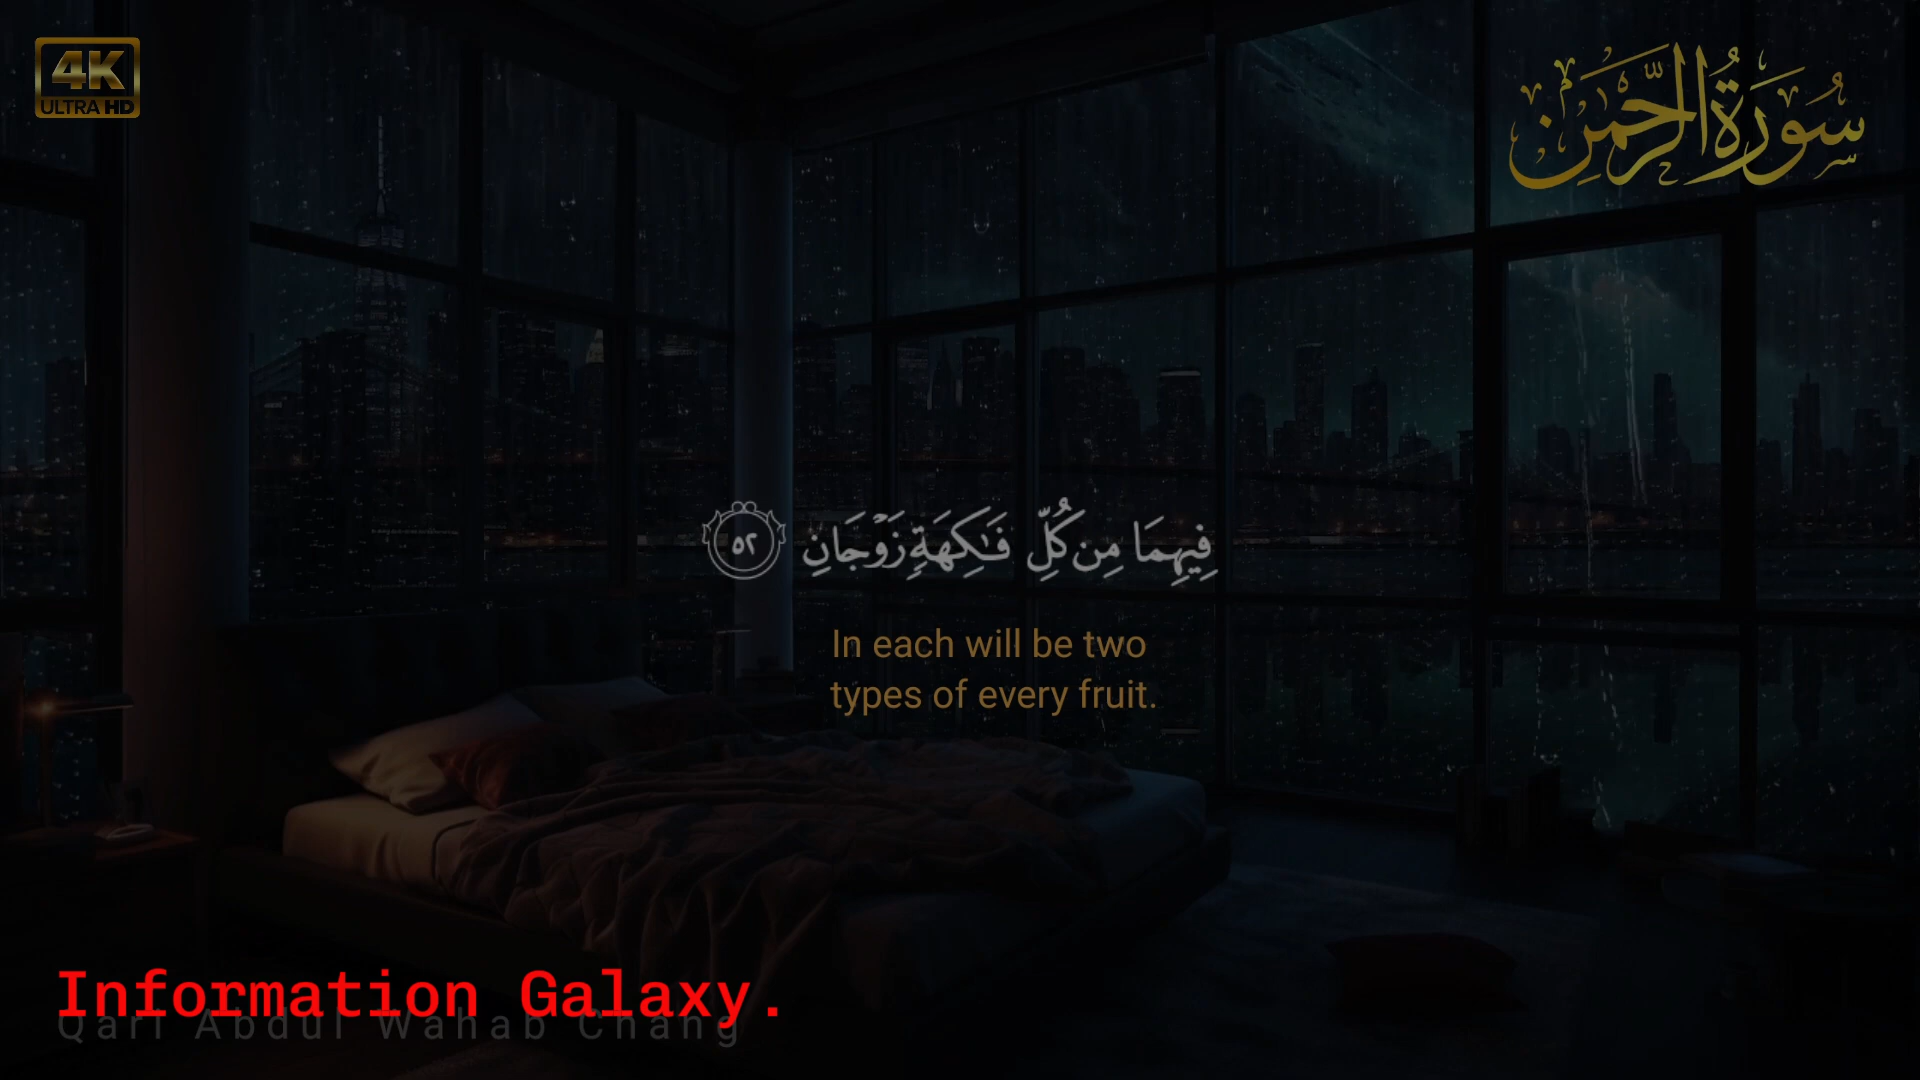 4K
ULTRA HD
سُورَةُ الرَّحْمَٰنِ
فِيهِمَا مِن كُلِّ فَـٰكِهَةٍ زَوْجَانِ ٥٢
In each will be two
types of every fruit.
Information Galaxy.
Qari Abdul Wahab Chang